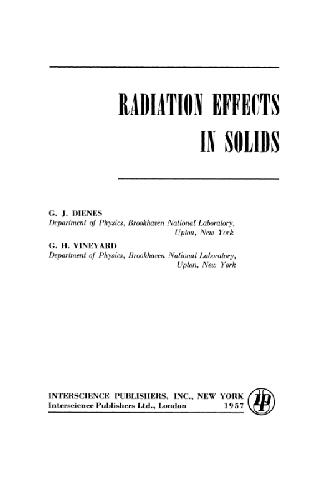 RADIATION EFFECTS
IN SOLIDS
G. J. DIENES
Department of Physics, Brookhaven National Laboratory,
Upton, New York
G. H. VINEYARD
Department of Physics, Brookhaven National Laboratory,
Upton, New York
INTERSCIENCE PUBLISHERS, INC., NEW YORK
Interscience Publishers Ltd., London 1957